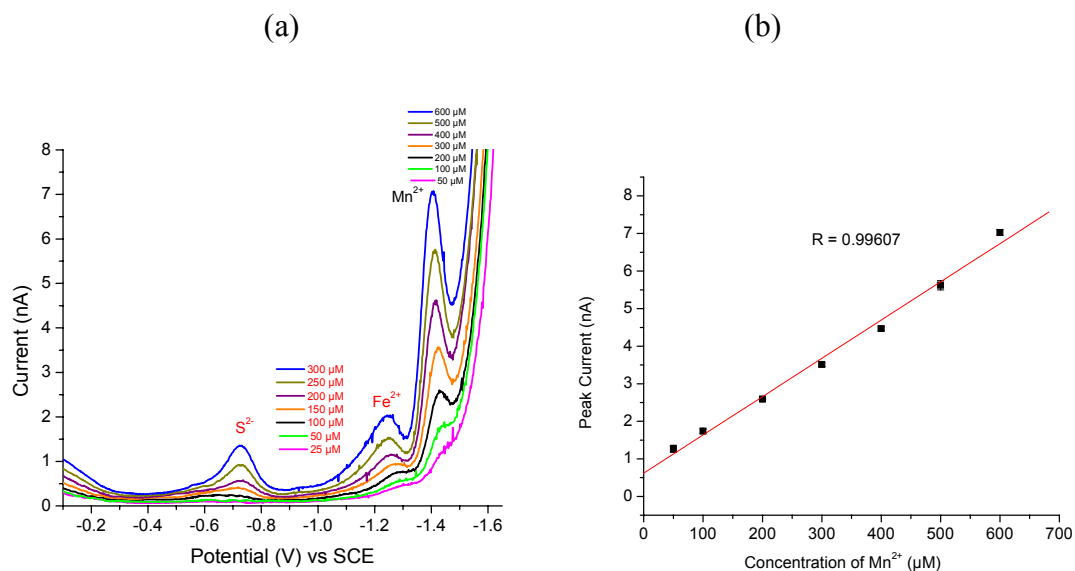 (a)
(b)
600 µM
500 µM
400 µM
300 µM
200 µM
100 µM
50 µM
Mn²⁺
300 µM
250 µM
200 µM
150 µM
100 µM
50 µM
25 µM
S²⁻
Fe²⁺
8
7
6
5
4
3
2
1
0
Current (nA)
-0.2 -0.4 -0.6 -0.8 -1.0 -1.2 -1.4 -1.6
Potential (V) vs SCE
R = 0.99607
8
7
6
5
4
3
2
1
0
Peak Current (nA)
0 100 200 300 400 500 600 700
Concentration of Mn²⁺ (µM)